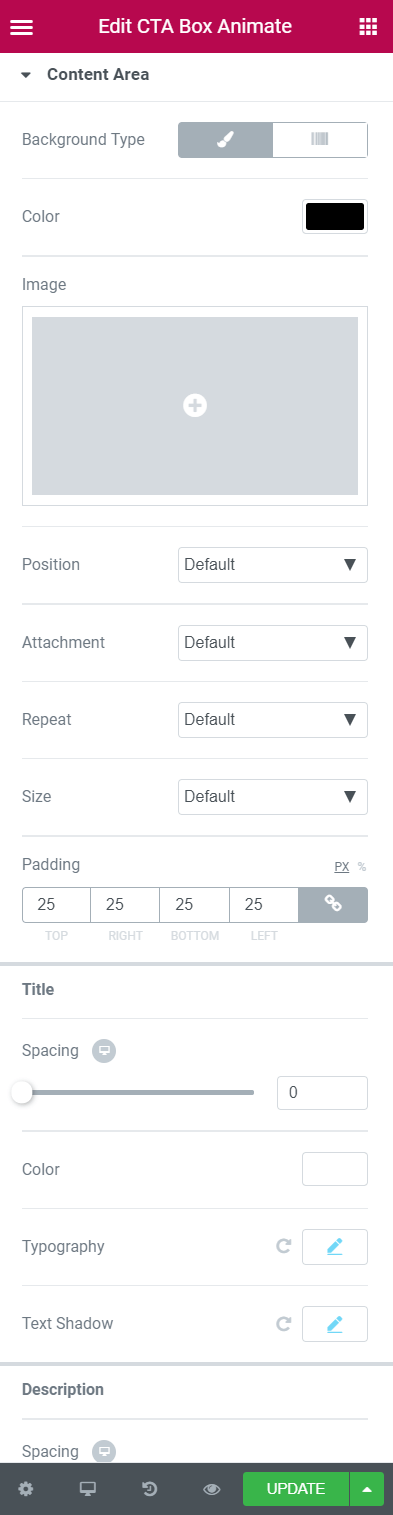 Edit CTA Box Animate
Content Area
Background Type
Color
Image
Position Default
Attachment Default
Repeat Default
Size Default
Padding PX %
25 25 25 25
TOP RIGHT BOTTOM LEFT
Title
Spacing
0
Color
Typography
Text Shadow
Description
Spacing
UPDATE